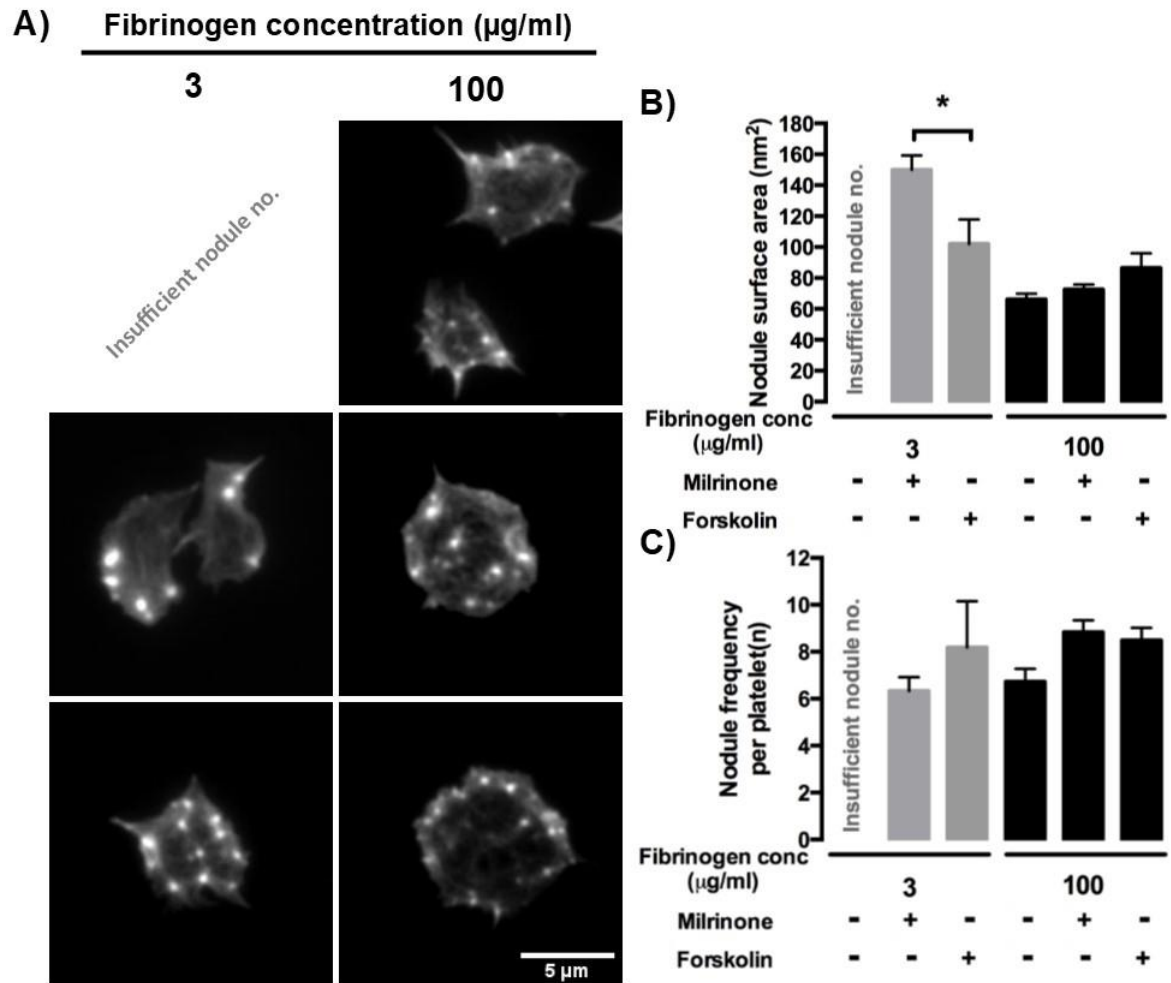 A)
Fibrinogen concentration (µg/ml)
3 100
Insufficient nodule no.
5 µm
B)
*
Nodule surface area (nm²)
180
160
140
120
100
80
60
40
20
0
Insufficient nodule no.
Fibrinogen conc
(µg/ml)
3 100
Milrinone - + - - + -
Forskolin - - + - - +
C)
Nodule frequency
per platelet(n)
12
10
8
6
4
2
0
Insufficient nodule no.
Fibrinogen conc
(µg/ml)
3 100
Milrinone - + - - + -
Forskolin - - + - - +